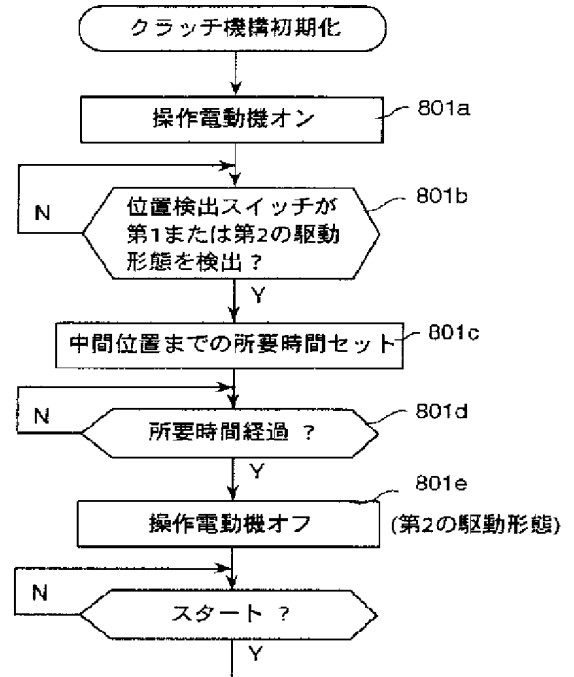 クラッチ機構初期化
操作電動機オン
801a
N
位置検出スイッチが
第1または第2の駆動
形態を検出?
801b
Y
中間位置までの所要時間セット
801c
N
所要時間経過 ?
801d
Y
801e
操作電動機オフ
(第2の駆動形態)
N
スタート ?
Y